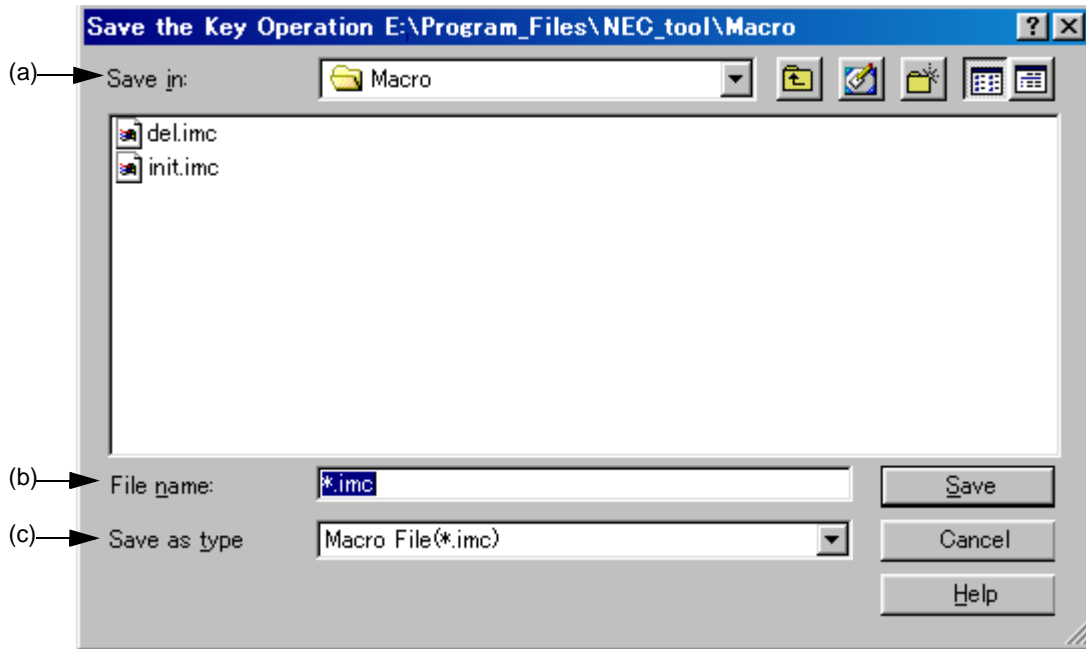 Save the Key Operation E:\Program_Files\NEC_tool\Macro
(a) Save in: Macro
del.imc
init.imc
(b) File name: *.imc Save
(c) Save as type Macro File(*.imc) Cancel
Help